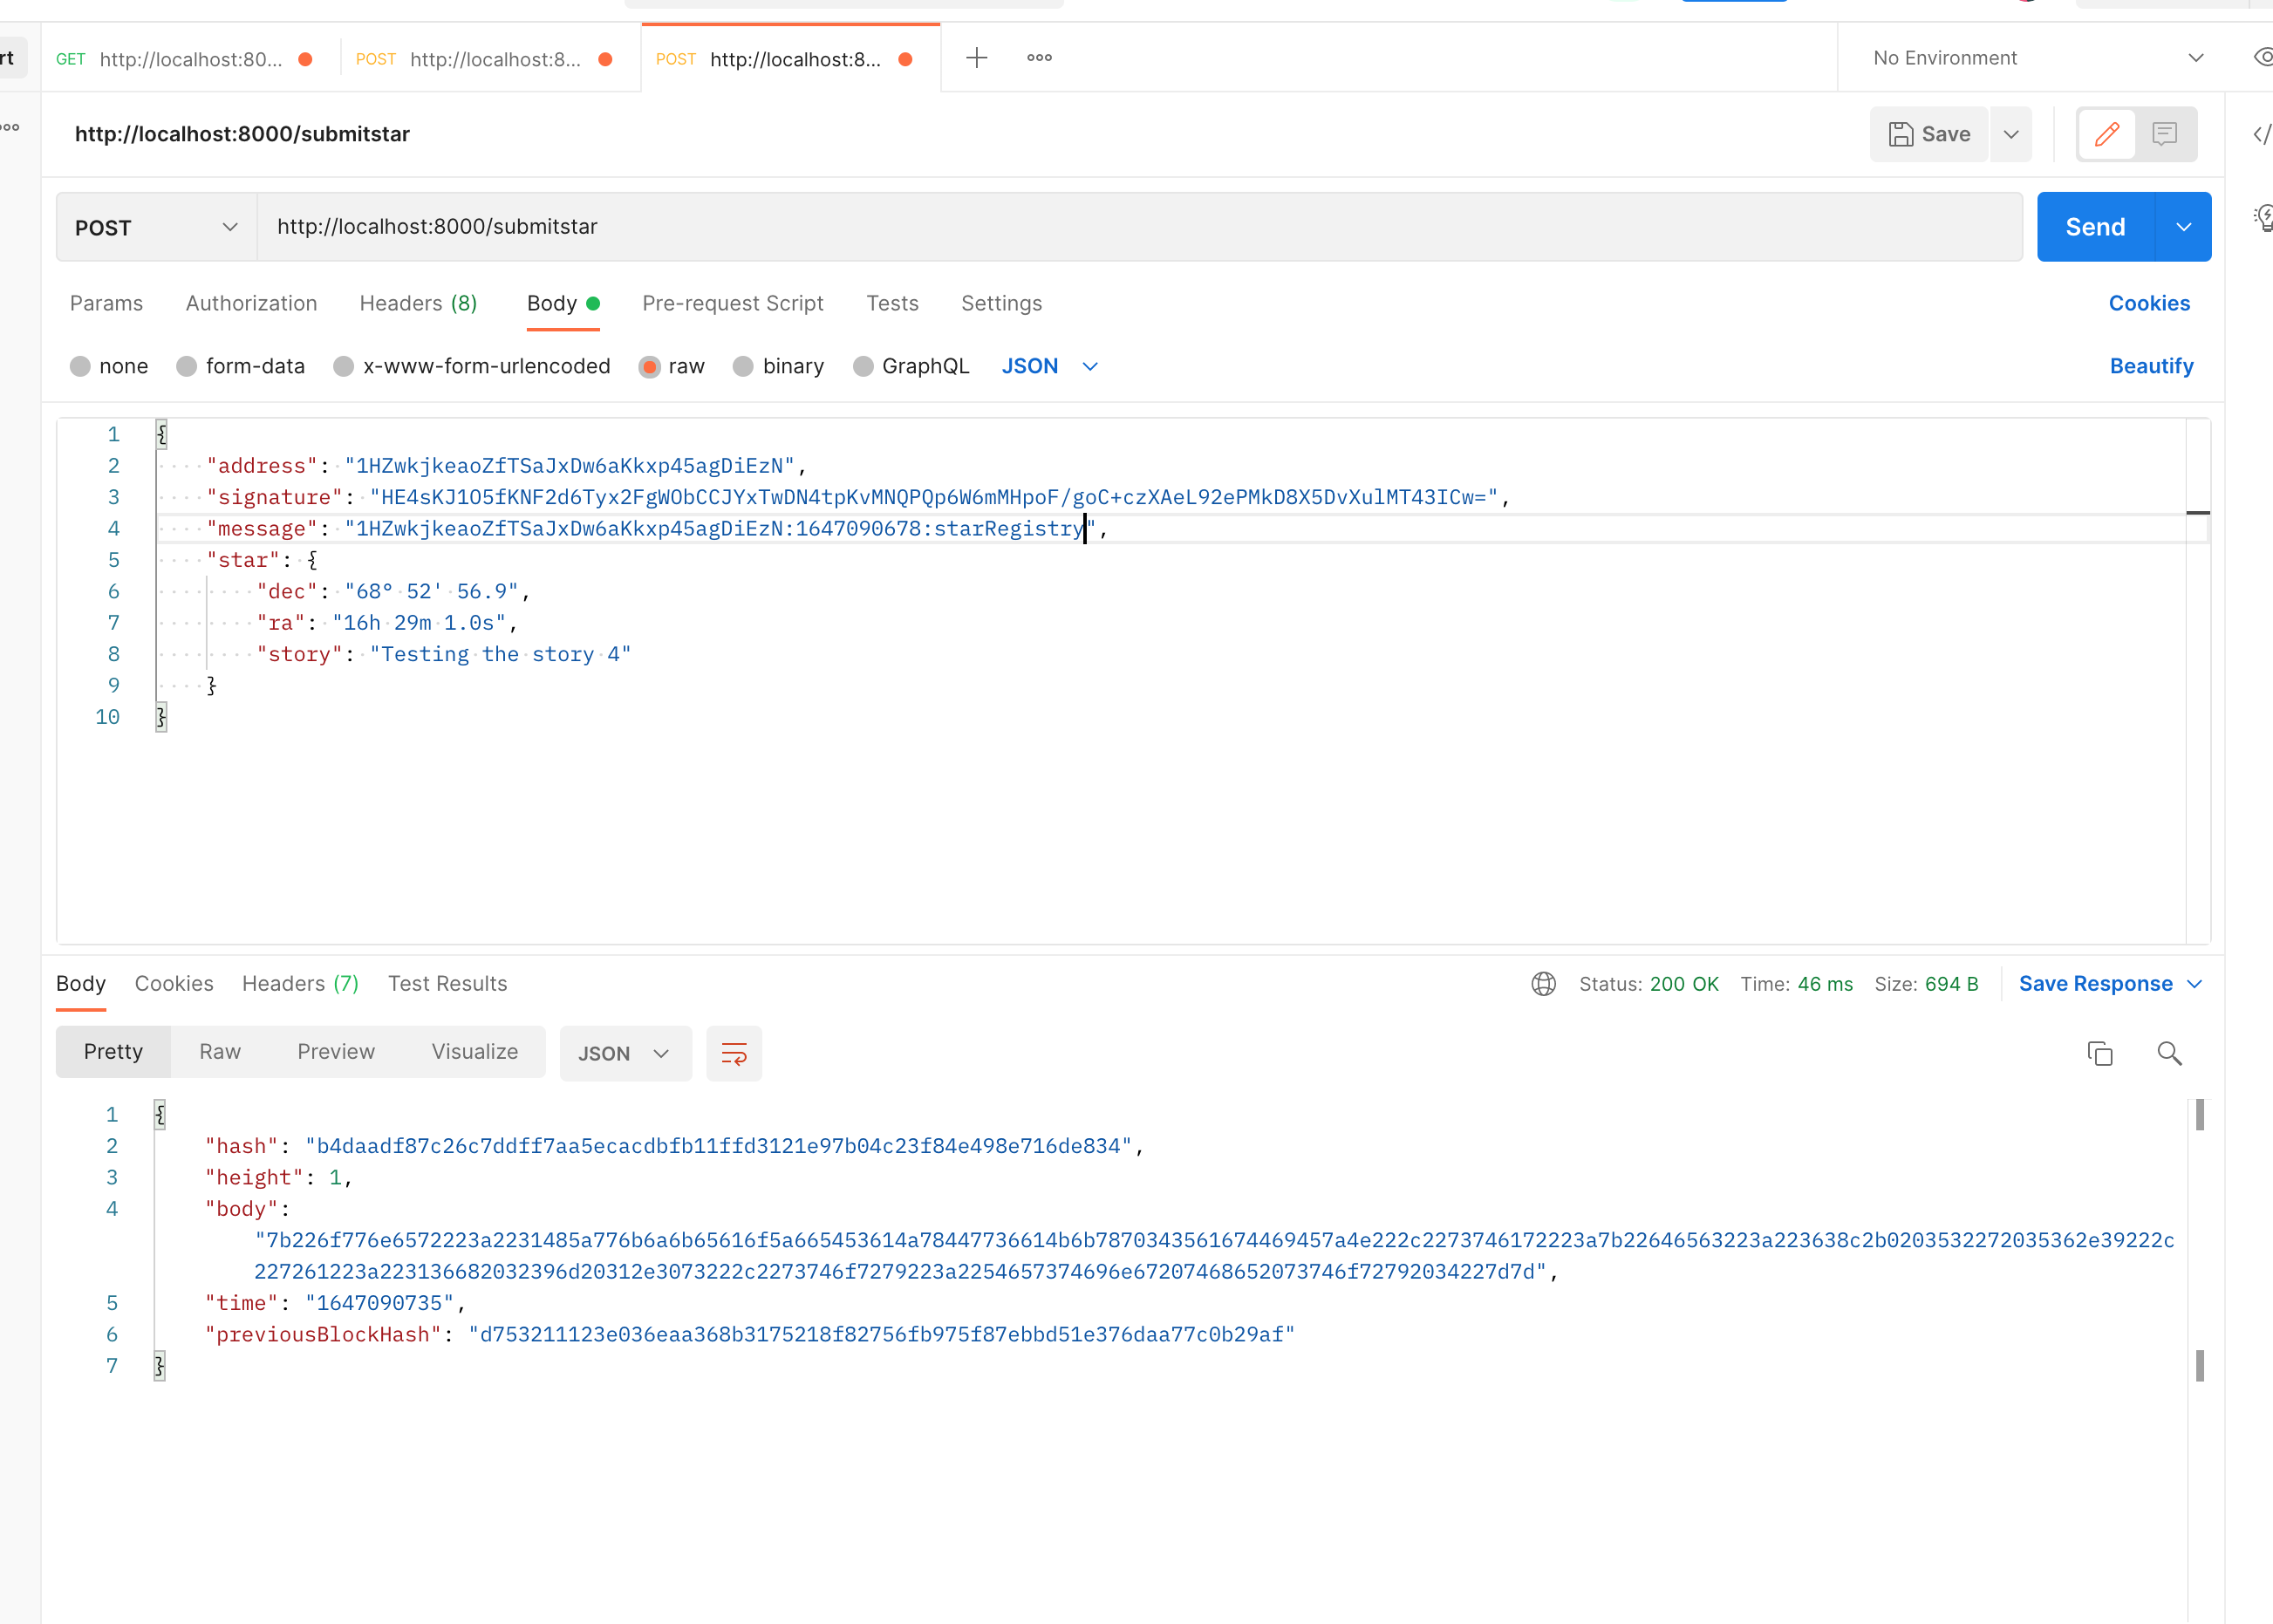 rt
GET http://localhost:80...
POST http://localhost:8...
POST http://localhost:8...
No Environment
http://localhost:8000/submitstar
Save
POST
http://localhost:8000/submitstar
Send
Params Authorization Headers (8) Body Pre-request Script Tests Settings Cookies
none form-data x-www-form-urlencoded raw binary GraphQL JSON Beautify
1 {
2 "address": "1HZwkjkeaoZfTSaJxDw6aKkxp45agDiEzN",
3 "signature": "HE4sKJ1O5fKNF2d6Tyx2FgWObCCJYxTwDN4tpKvMNQPQp6W6mMHpoF/goC+czXAeL92ePMkD8X5DvXulMT43ICw=",
4 "message": "1HZwkjkeaoZfTSaJxDw6aKkxp45agDiEzN:1647090678:starRegistry",
5 "star": {
6 "dec": "68° 52' 56.9",
7 "ra": "16h 29m 1.0s",
8 "story": "Testing the story 4"
9 }
10 }
Body Cookies Headers (7) Test Results Status: 200 OK Time: 46 ms Size: 694 B Save Response
Pretty Raw Preview Visualize JSON
1 {
2 "hash": "b4daadf87c26c7ddff7aa5ecacdbfb11ffd3121e97b04c23f84e498e716de834",
3 "height": 1,
4 "body":
"7b226f776e6572223a2231485a776b6a6b65616f5a665453614a78447736614b6b7870343561674469457a4e222c2273746172223a7b22646563223a223638c2b0203532272035362e39222c
227261223a223136682032396d20312e3073222c2273746f7279223a2254657374696e67207468652073746f72792034227d7d",
5 "time": "1647090735",
6 "previousBlockHash": "d753211123e036eaa368b3175218f82756fb975f87ebbd51e376daa77c0b29af"
7 }